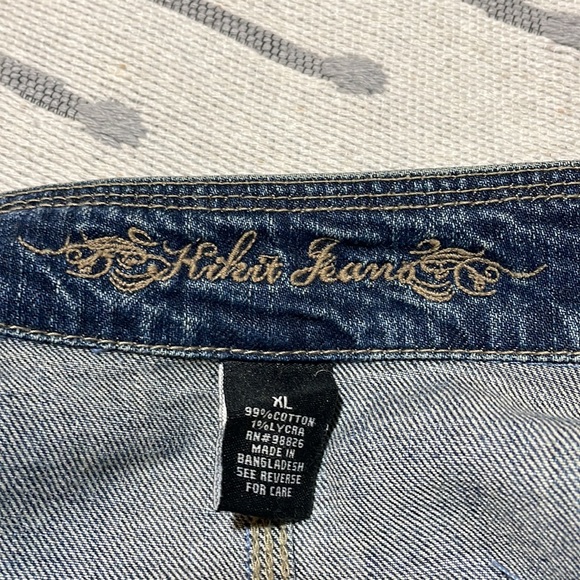 Kikit Jeans
XL
99%COTTON
1%LYCRA
RN#98826
MADE IN
BANGLADESH
SEE REVERSE
FOR CARE